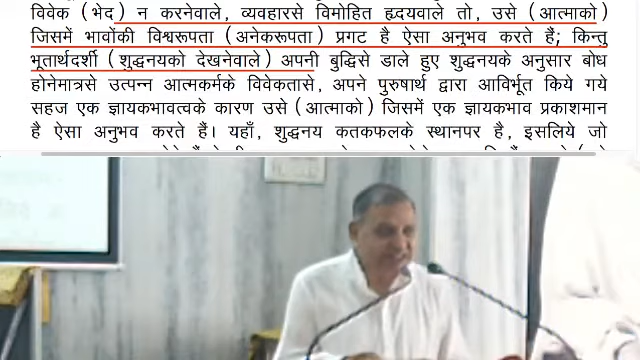 विवेक (भेद) न करनेवाले, व्यवहारसे विमोहित हृदयवाले तो, उसे (आत्माको)
जिसमें भावोंकी विश्वरूपता (अनेकरूपता) प्रगट है ऐसा अनुभव करते हैं; किन्तु
भूतार्थदर्शी (शुद्धनयको देखनेवाले) अपनी बुद्धिसे डाले हुए शुद्धनयके अनुसार बोध
होनेमात्रसे उत्पन्न आत्मकर्मके विवेकतासे, अपने पुरुषार्थ द्वारा आविर्भूत किये गये
सहज एक ज्ञायकभावत्वके कारण उसे (आत्माको) जिसमें एक ज्ञायकभाव प्रकाशमान
है ऐसा अनुभव करते हैं। यहाँ, शुद्धनय कतकफलके स्थानपर है, इसलिये जो